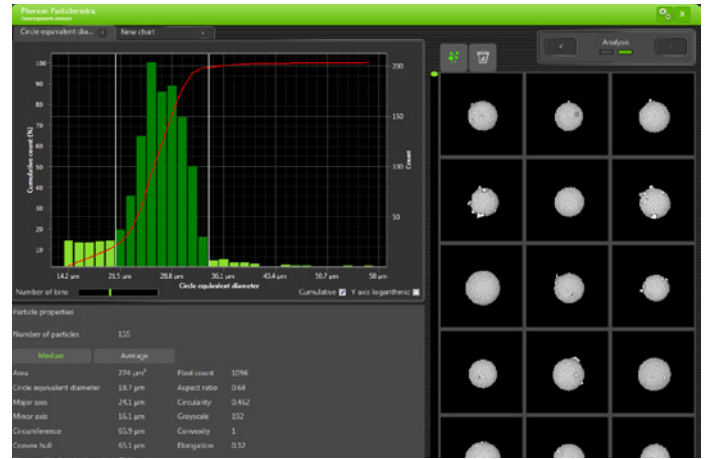 Phenom Particlemetric
Development version
Circle equivalent dia...
New chart
Analysis
100
90
80
70
60
50
40
30
20
10
Cumulative count (%)
200
150
100
50
Count
14.2 µm
21.5 µm
28.8 µm
36.1 µm
43.4 µm
50.7 µm
58 µm
Number of bins
Circle equivalent diameter
Cumulative
Y axis logarithmic
Particle properties
Number of particles 155
Median Average
Area 274 µm² Pixel count 1096
Circle equivalent diameter 18.7 µm Aspect ratio 0.68
Major axis 24.1 µm Circularity 0.462
Minor axis 16.1 µm Grayscale 192
Circumference 65.9 µm Convexity 1
Convex hull 65.1 µm Elongation 0.32